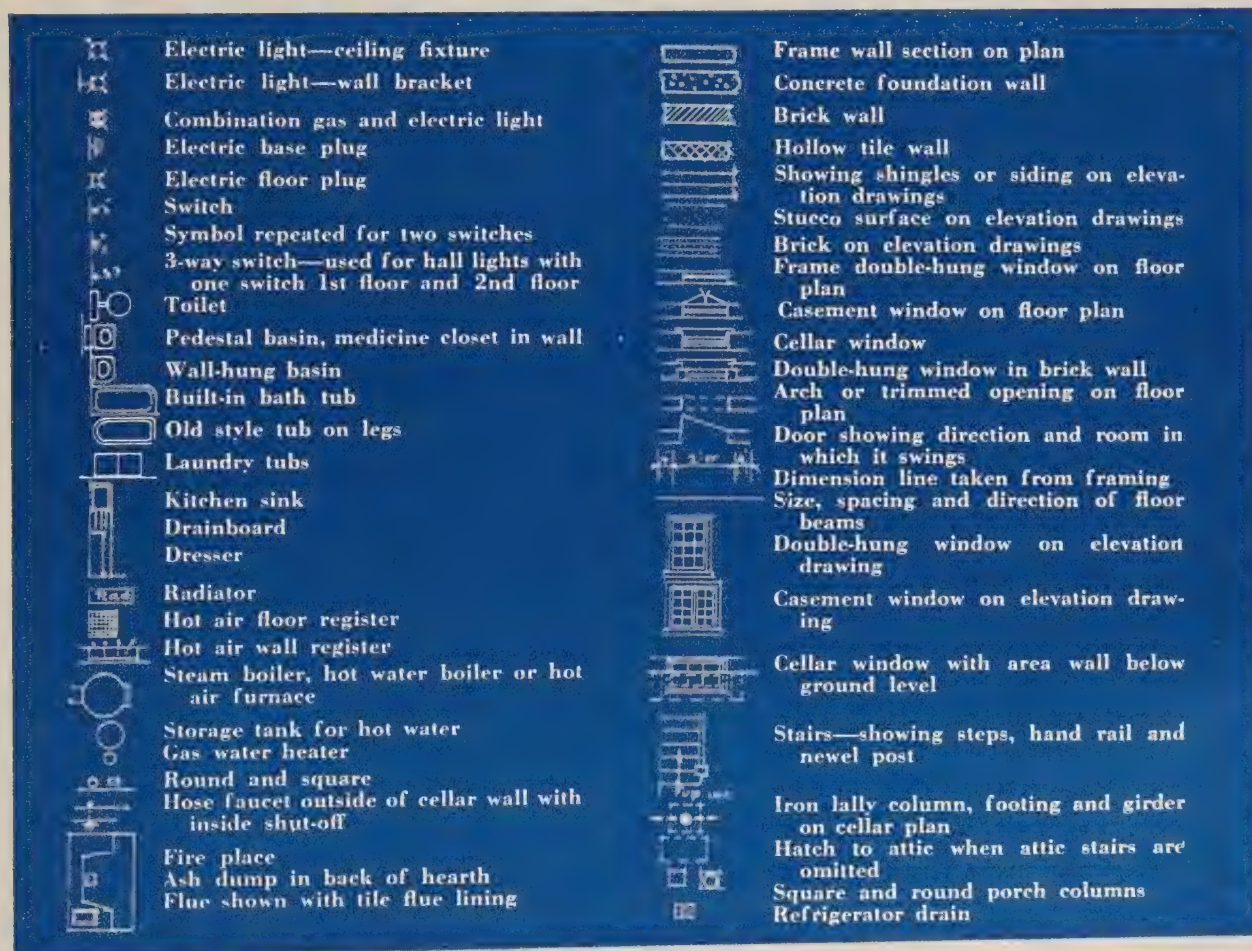 Electric light—ceiling fixture
Electric light—wall bracket
Combination gas and electric light
Electric base plug
Electric floor plug
Switch
Symbol repeated for two switches
3-way switch—used for hall lights with
one switch 1st floor and 2nd floor
Toilet
Pedestal basin, medicine closet in wall
Wall-hung basin
Built-in bath tub
Old style tub on legs
Laundry tubs
Kitchen sink
Drainboard
Dresser
Rad
Radiator
Hot air floor register
Hot air wall register
Steam boiler, hot water boiler or hot
air furnace
Storage tank for hot water
Gas water heater
Round and square
Hose faucet outside of cellar wall with
inside shut-off
Fire place
Ash dump in back of hearth
Flue shown with tile flue lining
Frame wall section on plan
Concrete foundation wall
Brick wall
Hollow tile wall
Showing shingles or siding on eleva-
tion drawings
Stucco surface on elevation drawings
Brick on elevation drawings
Frame double-hung window on floor
plan
Casement window on floor plan
Cellar window
Double-hung window in brick wall
Arch or trimmed opening on floor
plan
Door showing direction and room in
which it swings
Dimension line taken from framing
Size, spacing and direction of floor
beams
Double-hung window on elevation
drawing
Casement window on elevation draw-
ing
Cellar window with area wall below
ground level
Stairs—showing steps, hand rail and
newel post
Iron lally column, footing and girder
on cellar plan
Hatch to attic when attic stairs are
omitted
Square and round porch columns
Refrigerator drain